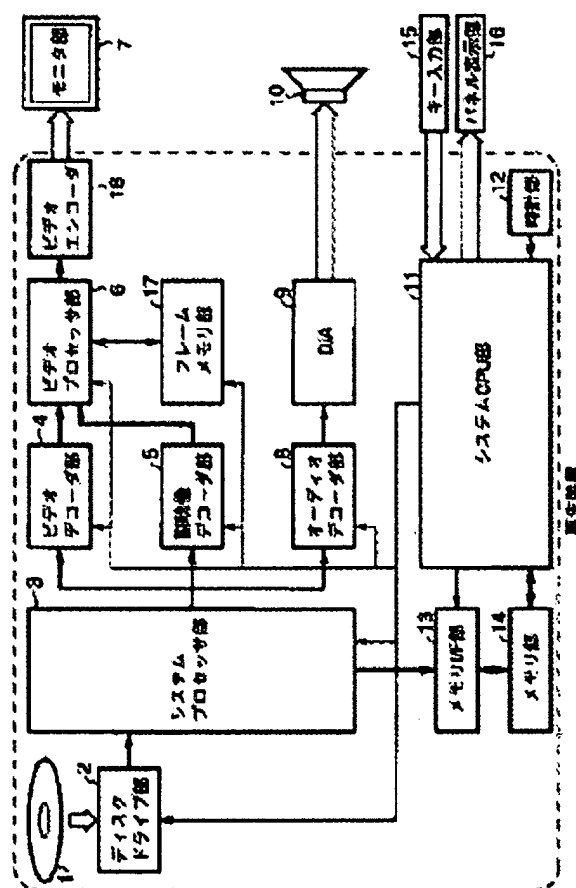 1
2
ディスク
ドライブ部
3
システム
プロセッサ部
4
ビデオ
デコーダ部
5
副映像
デコーダ部
8
オーディオ
デコーダ部
6
ビデオ
プロセッサ部
17
フレーム
メモリ部
9
D/A
18
ビデオ
エンコーダ
モニタ部
7
10
キー入力部
15
パネル表示部
16
12
時計部
11
システムCPU部
13
メモリI/F部
14
メモリ部
再生装置